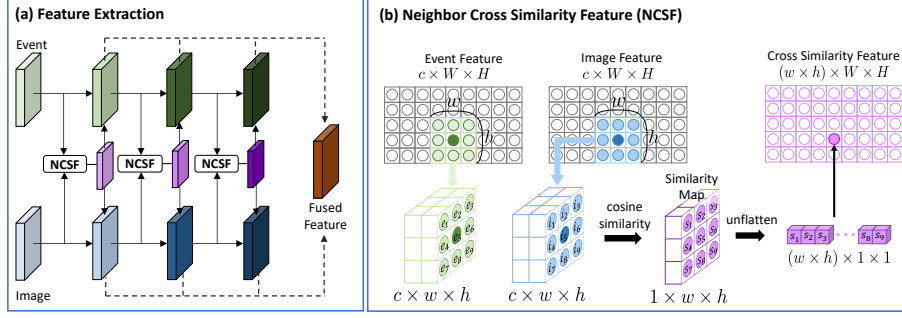 (a) Feature Extraction
Event
NCSF
NCSF
NCSF
Fused
Feature
Image
(b) Neighbor Cross Similarity Feature (NCSF)
Event Feature
c × W × H
Image Feature
c × W × H
Cross Similarity Feature
(w × h) × W × H
w
h
w
h
e1 e2 e3
e4 e5 e6
e7 e8 e9
c × w × h
i1 i2 i3
i4 i5 i6
i7 i8 i9
c × w × h
cosine
similarity
Similarity
Map
s1 s2 s3
s4 s5 s6
s7 s8 s9
1 × w × h
unflatten
s1 s2 s3 ··· s8 s9
(w × h) × 1 × 1